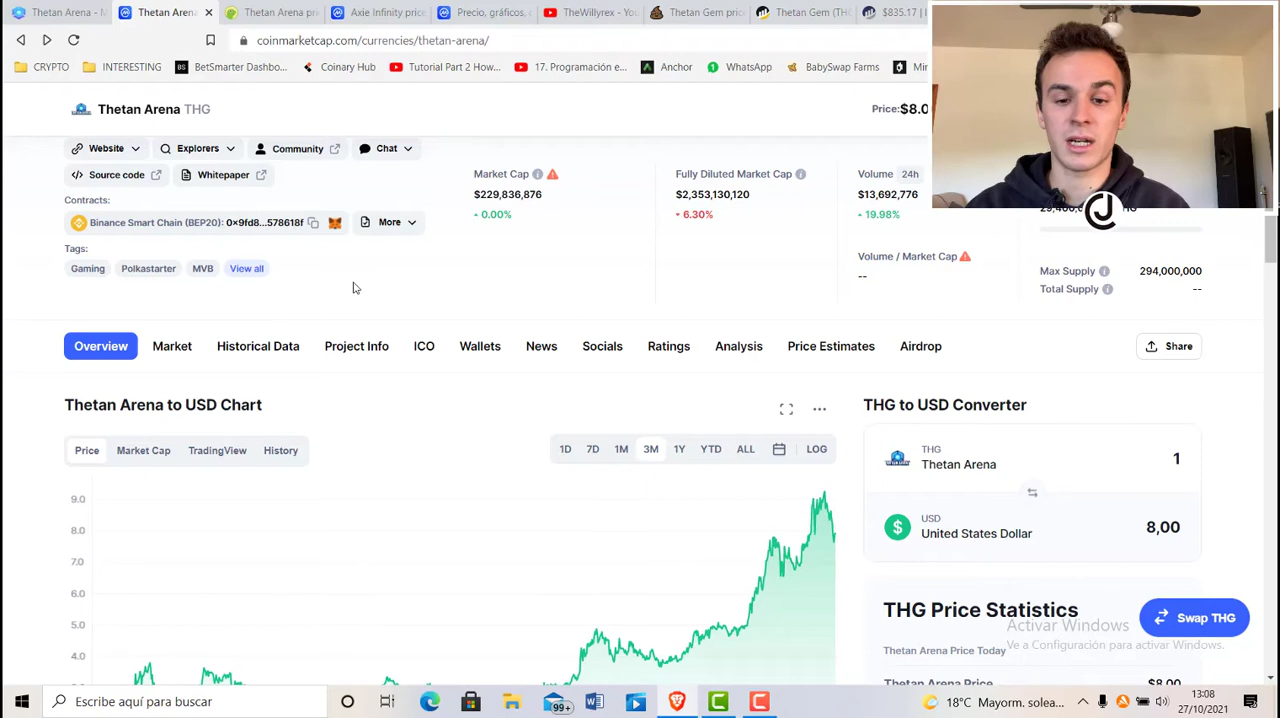 Thetan Arena
Thetan Arena
Thetan Arena pr
Axie Infinity pr
Precio, gráficos,
TheWillyrex - Yo
Thetan Gem pric
Thetan Gem (TH
$835.17 |
coinmarketcap.com/currencies/thetan-arena/
CRYPTO
INTERESTING
BS
BetSmarter Dashbo...
Coinary Hub
Tutorial Part 2 How...
17. Programación e...
Anchor
WhatsApp
BabySwap Farms
Thetan Arena THG
Price: $8.0
Website
Explorers
Community
Chat
Source code
Whitepaper
Contracts:
Binance Smart Chain (BEP20): 0×9fd8...578618f
More
Tags:
Gaming
Polkastarter
MVB
View all
Market Cap
$229,836,876
0.00%
Fully Diluted Market Cap
$2,353,130,120
6.30%
Volume 24h
$13,692,776
19.98%
Volume / Market Cap
--
Max Supply 294,000,000
Total Supply --
J
Overview
Market
Historical Data
Project Info
ICO
Wallets
News
Socials
Ratings
Analysis
Price Estimates
Airdrop
Share
Thetan Arena to USD Chart
Price
Market Cap
TradingView
History
1D
7D
1M
3M
1Y
YTD
ALL
LOG
9.0
8.0
7.0
6.0
5.0
4.0
THG to USD Converter
THG
Thetan Arena
1
USD
United States Dollar
8,00
THG Price Statistics
Activar Windows
Ve a Configuración para activar Windows.
Swap THG
Thetan Arena Price Today
Thetan Arena Price $8.00
Escribe aquí para buscar
99+
18°C Mayorm. solea...
13:08
27/10/2021